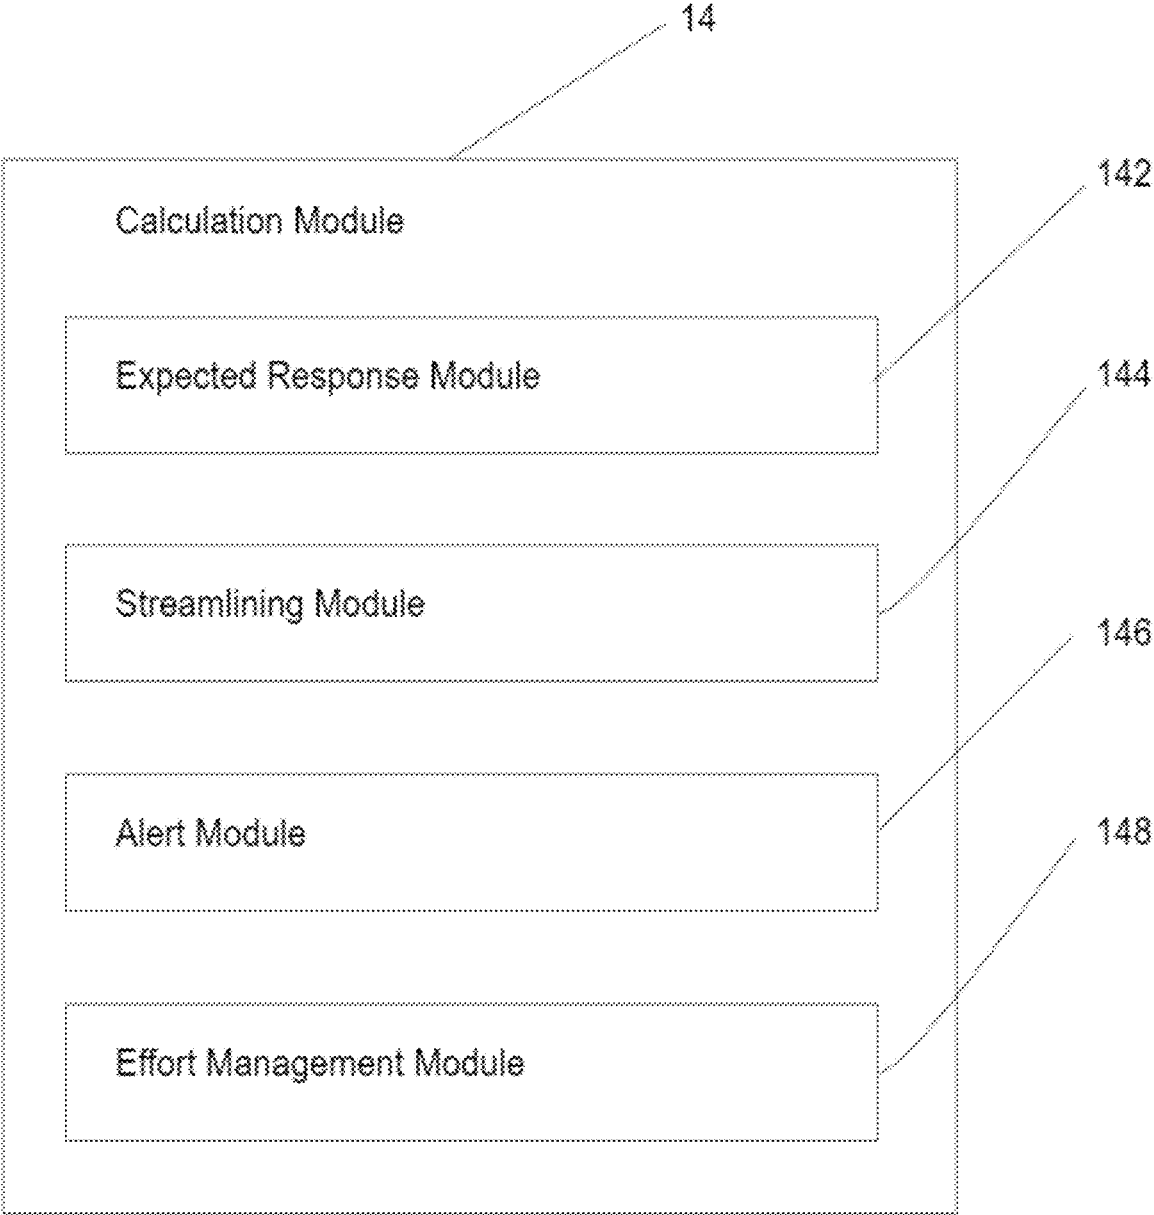 14
Calculation Module
142
Expected Response Module
144
Streamlining Module
146
Alert Module
148
Effort Management Module